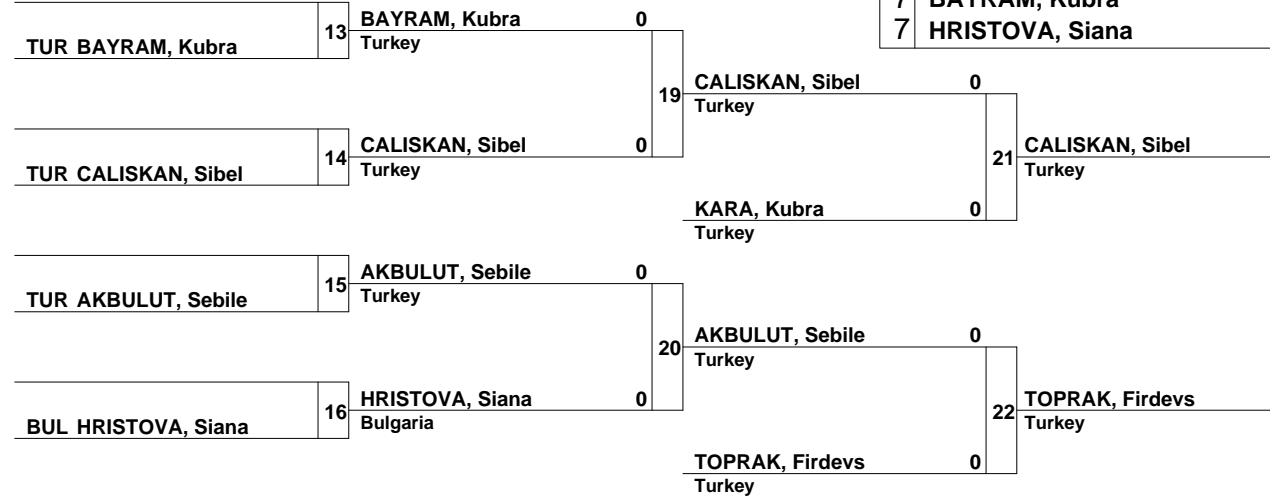 7 BAYRAM, Kubra
7 HRISTOVA, Siana
BAYRAM, Kubra 0
13
TUR BAYRAM, Kubra
Turkey
CALISKAN, Sibel 0
19
Turkey
CALISKAN, Sibel 0
14
TUR CALISKAN, Sibel
Turkey
CALISKAN, Sibel
21
Turkey
KARA, Kubra 0
Turkey
AKBULUT, Sebile 0
15
TUR AKBULUT, Sebile
Turkey
AKBULUT, Sebile 0
20
Turkey
HRISTOVA, Siana 0
16
BUL HRISTOVA, Siana
Bulgaria
TOPRAK, Firdevs
22
Turkey
TOPRAK, Firdevs 0
Turkey